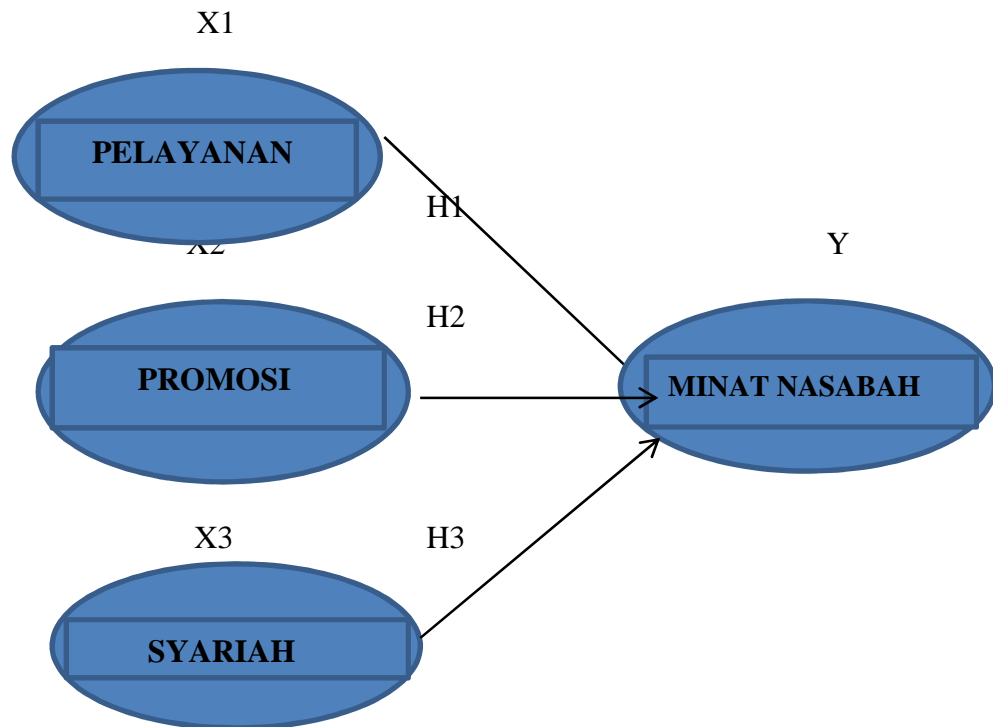 X1
PELAYANAN
H1
X2
Y
H2
PROMOSI
MINAT NASABAH
X3
H3
SYARIAH